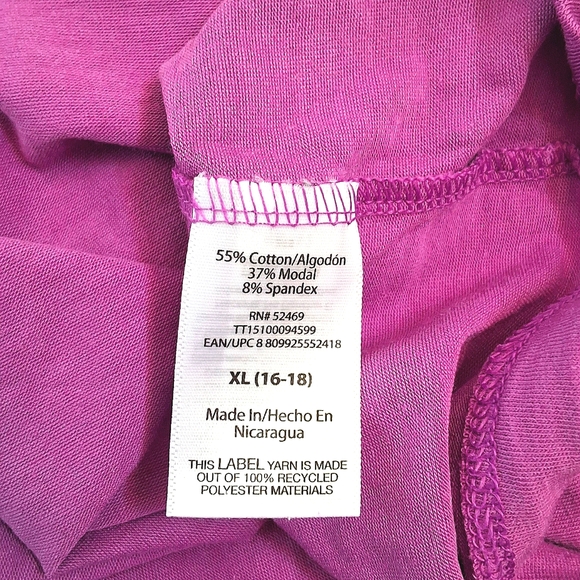 55% Cotton/Algodón
37% Modal
8% Spandex
RN# 52469
TT15100094599
EAN/UPC 8 809925552418
XL (16-18)
Made In/Hecho En
Nicaragua
THIS LABEL YARN IS MADE
OUT OF 100% RECYCLED
POLYESTER MATERIALS